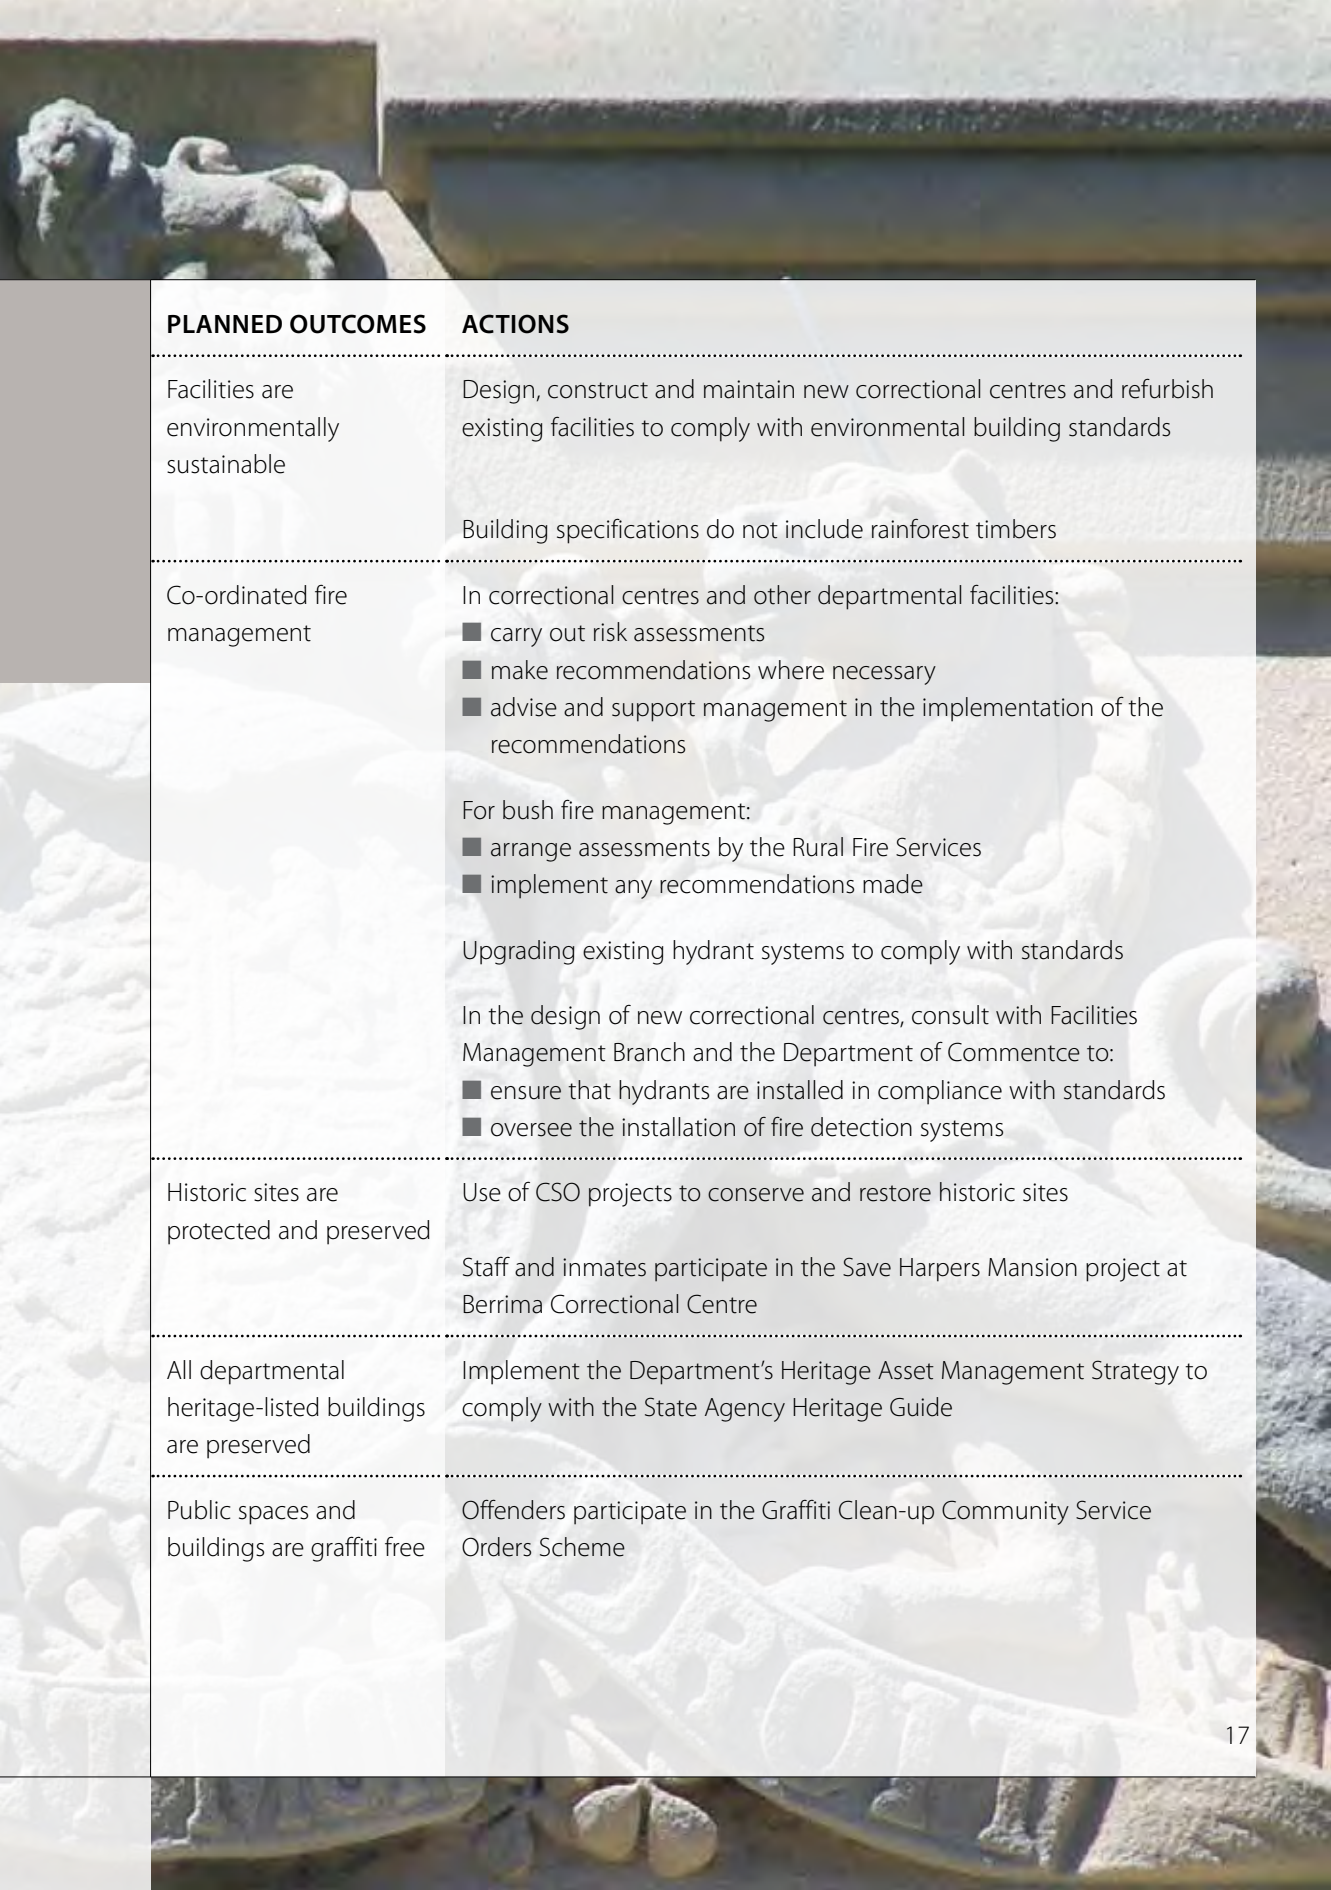 PLANNED OUTCOMES ACTIONS
Facilities are
environmentally
sustainable
Design, construct and maintain new correctional centres and refurbish
existing facilities to comply with environmental building standards
Building specifications do not include rainforest timbers
Co-ordinated fire
management
In correctional centres and other departmental facilities:
■ carry out risk assessments
■ make recommendations where necessary
■ advise and support management in the implementation of the
recommendations
For bush fire management:
■ arrange assessments by the Rural Fire Services
■ implement any recommendations made
Upgrading existing hydrant systems to comply with standards
In the design of new correctional centres, consult with Facilities
Management Branch and the Department of Commentce to:
■ ensure that hydrants are installed in compliance with standards
■ oversee the installation of fire detection systems
Historic sites are
protected and preserved
Use of CSO projects to conserve and restore historic sites
Staff and inmates participate in the Save Harpers Mansion project at
Berrima Correctional Centre
All departmental
heritage-listed buildings
are preserved
Implement the Department’s Heritage Asset Management Strategy to
comply with the State Agency Heritage Guide
Public spaces and
buildings are graffiti free
Offenders participate in the Graffiti Clean-up Community Service
Orders Scheme
DROIT
17